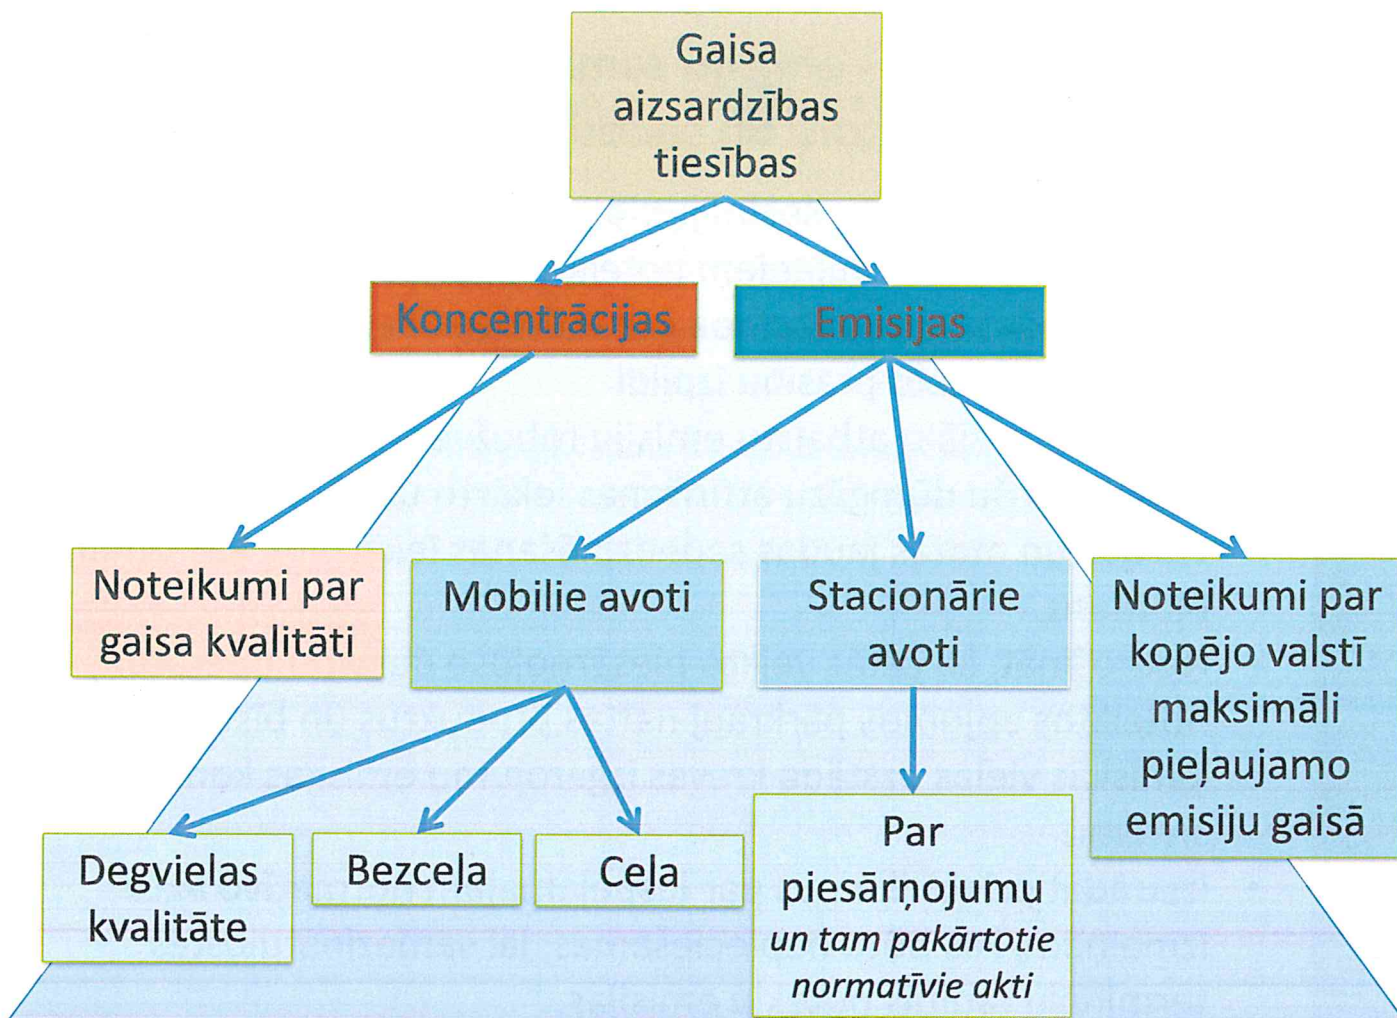 Gaisa
aizsardzības
tiesības
Koncentrācijas
Emisijas
Noteikumi par
gaisa kvalitāti
Mobilie avoti
Stacionārie
avoti
Noteikumi par
kopējo valstī
maksimāli
pieļaujamo
emisiju gaisā
Degvielas
kvalitāte
Bezceļa
Ceļa
Par
piesārņojumu
un tam pakārtotie
normatīvie akti